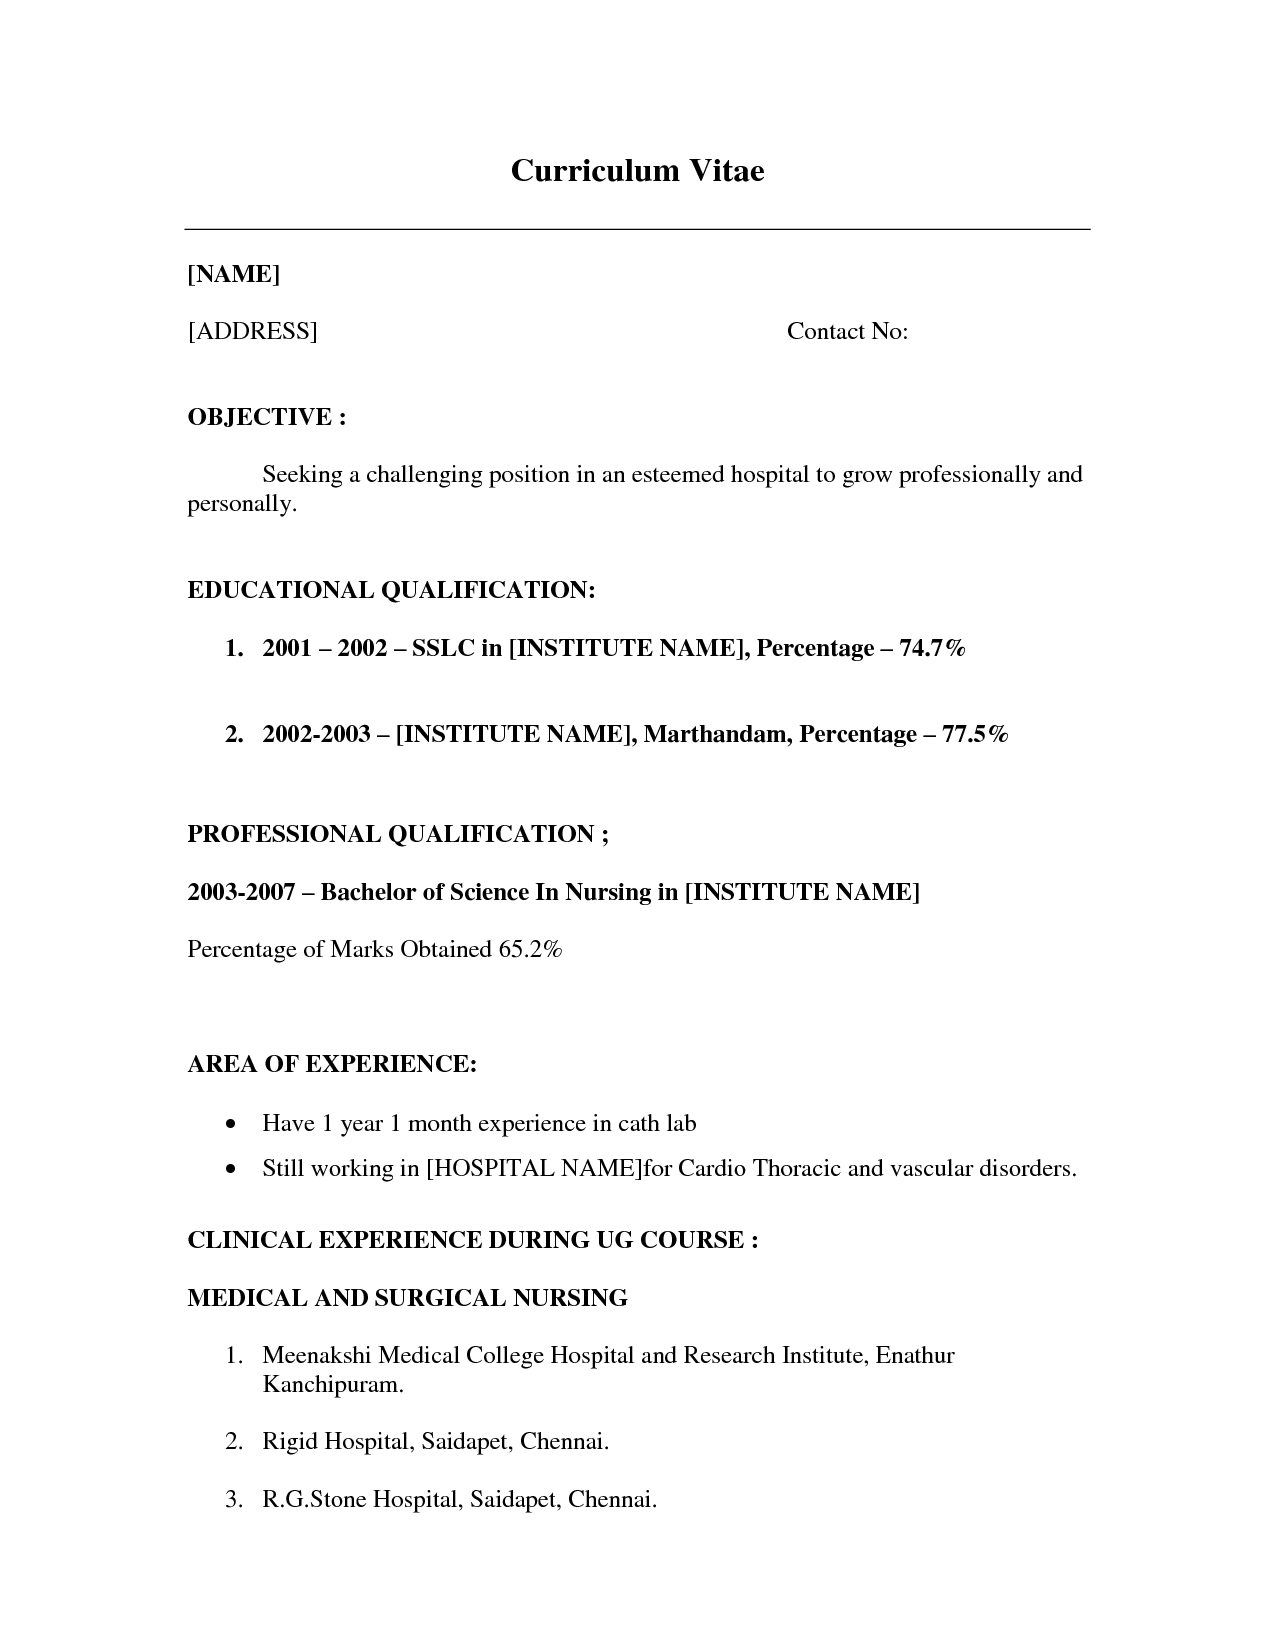 Curriculum Vitae
[NAME]
[ADDRESS] Contact No:
OBJECTIVE :
Seeking a challenging position in an esteemed hospital to grow professionally and
personally.
EDUCATIONAL QUALIFICATION:
1. 2001 – 2002 – SSLC in [INSTITUTE NAME], Percentage – 74.7%
2. 2002-2003 – [INSTITUTE NAME], Marthandam, Percentage – 77.5%
PROFESSIONAL QUALIFICATION ;
2003-2007 – Bachelor of Science In Nursing in [INSTITUTE NAME]
Percentage of Marks Obtained 65.2%
AREA OF EXPERIENCE:
• Have 1 year 1 month experience in cath lab
• Still working in [HOSPITAL NAME]for Cardio Thoracic and vascular disorders.
CLINICAL EXPERIENCE DURING UG COURSE :
MEDICAL AND SURGICAL NURSING
1. Meenakshi Medical College Hospital and Research Institute, Enathur
Kanchipuram.
2. Rigid Hospital, Saidapet, Chennai.
3. R.G.Stone Hospital, Saidapet, Chennai.